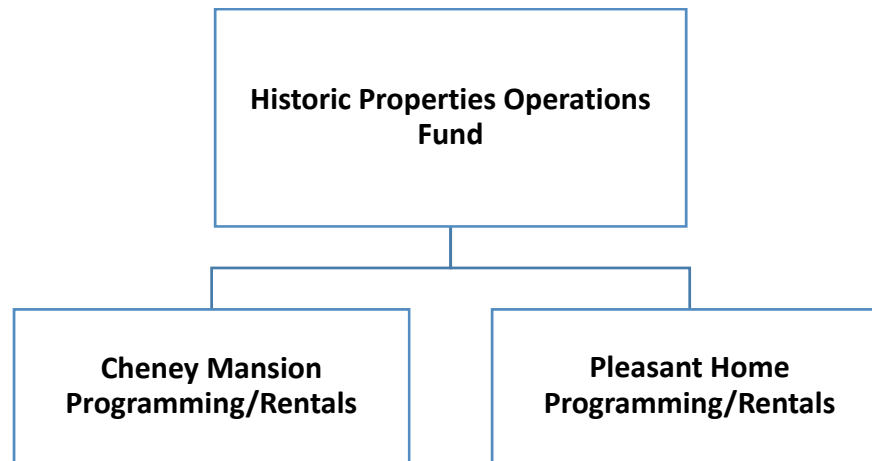 Historic Properties Operations
Fund
Cheney Mansion
Programming/Rentals
Pleasant Home
Programming/Rentals